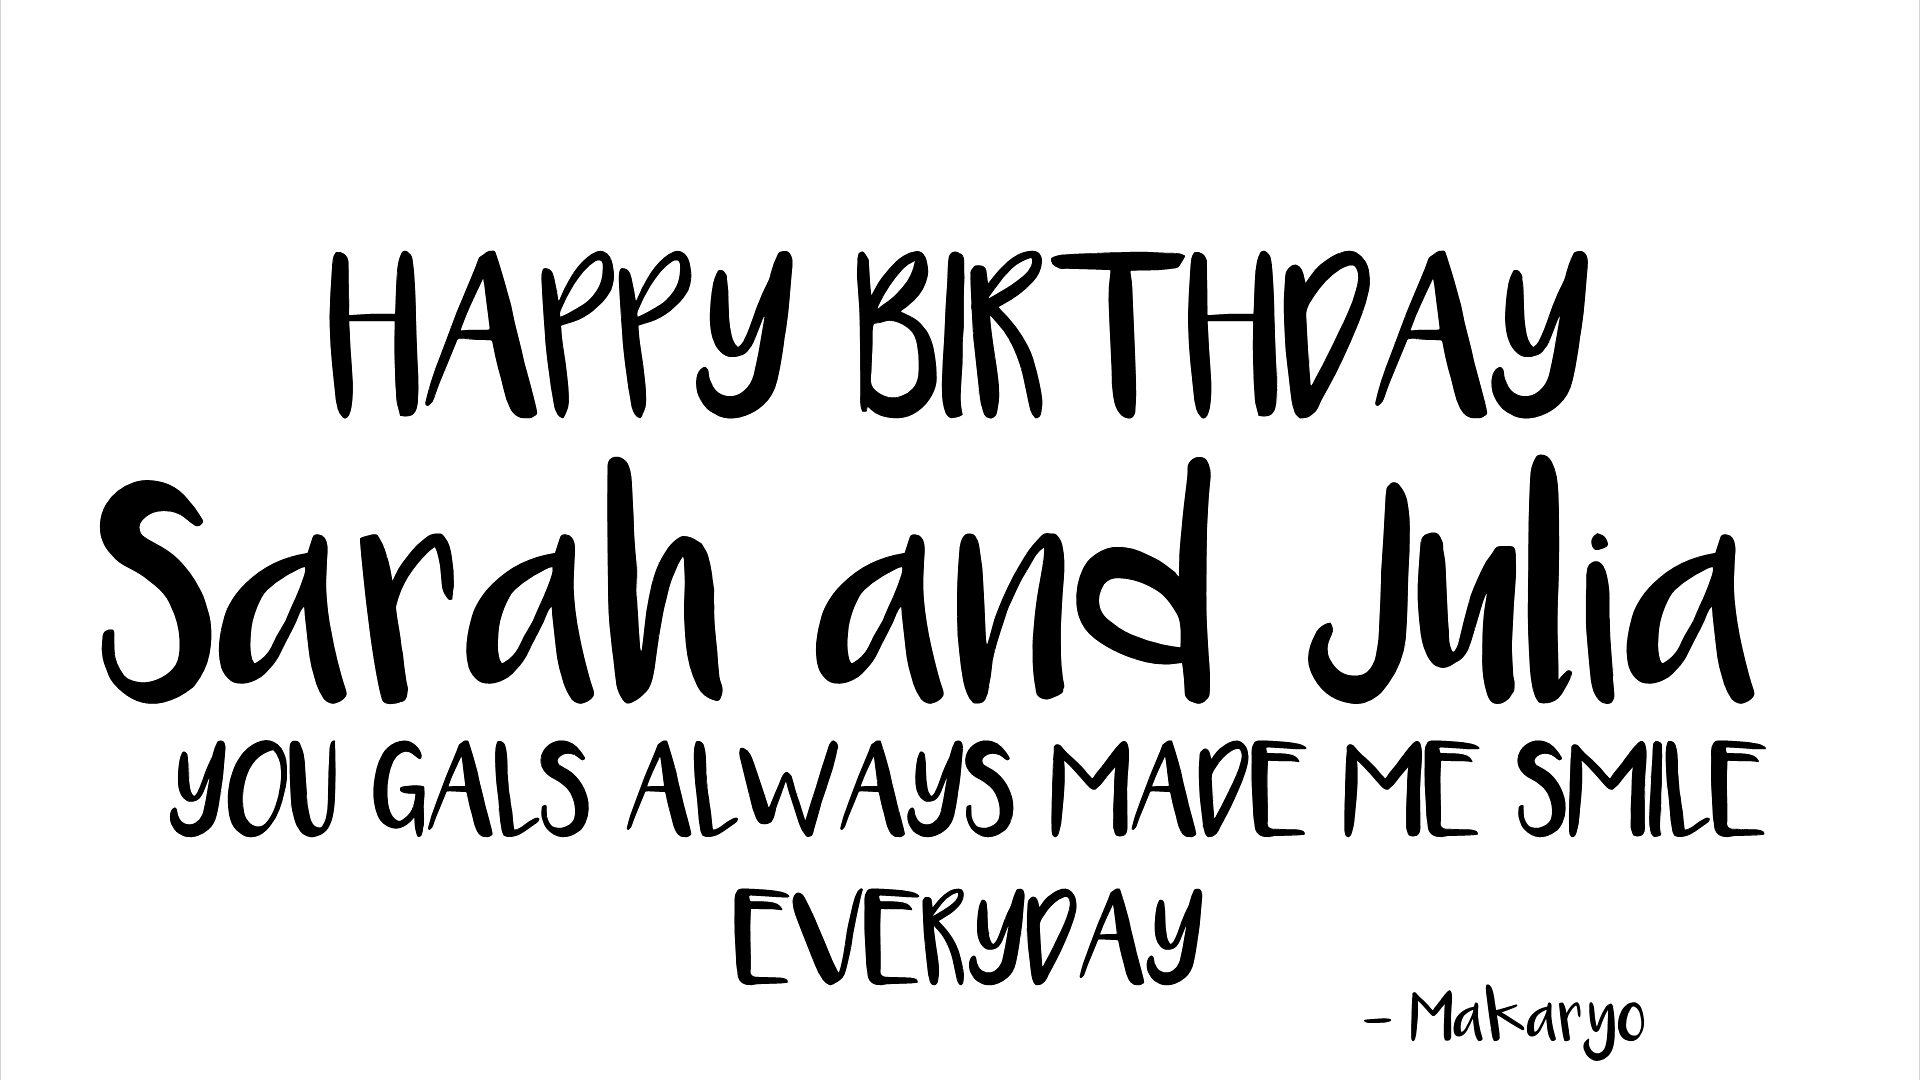 HAPPY BIRTHDAY
Sarah and Julia
YOU GALS ALWAYS MADE ME SMILE
EVERYDAY
- Makaryo